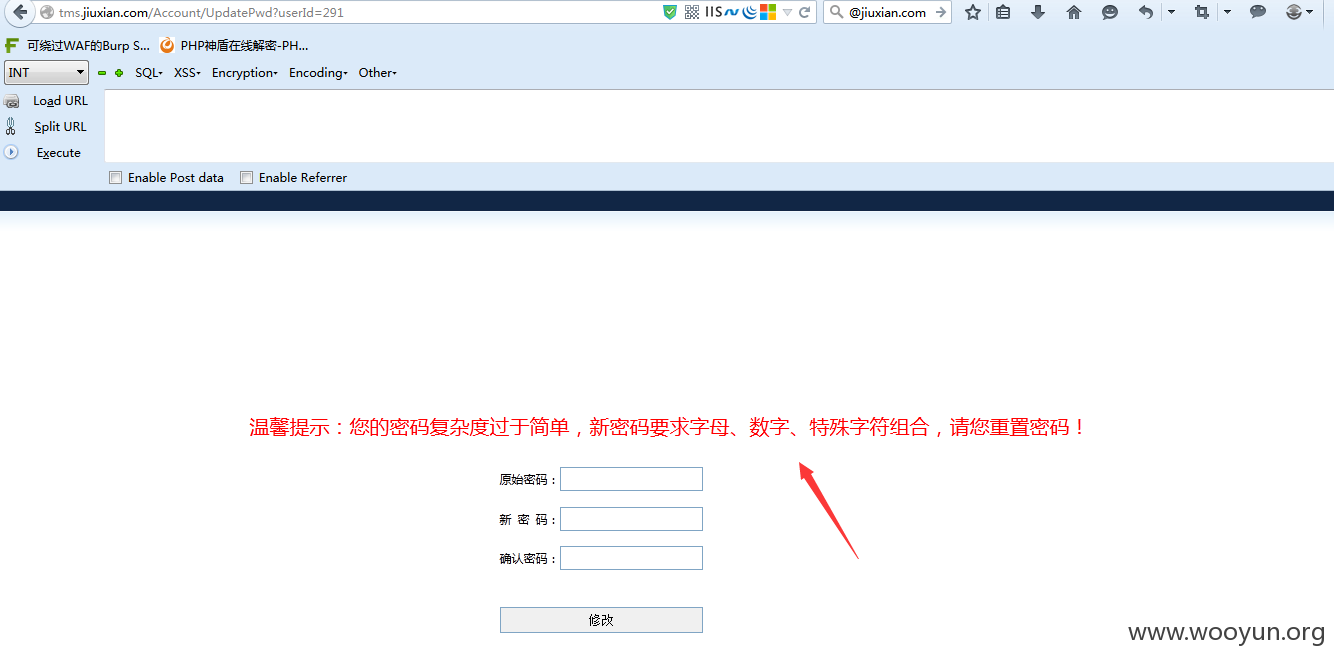 tms.jiuxian.com/Account/UpdatePwd?userId=291
IIS
@jiuxian.com
可绕过WAF的Burp S... PHP神盾在线解密-PH...
INT SQL XSS Encryption Encoding Other
Load URL
Split URL
Execute
Enable Post data Enable Referrer
温馨提示：您的密码复杂度过于简单，新密码要求字母、数字、特殊字符组合，请您重置密码！
原始密码：
新 密 码：
确认密码：
修改
www.wooyun.org